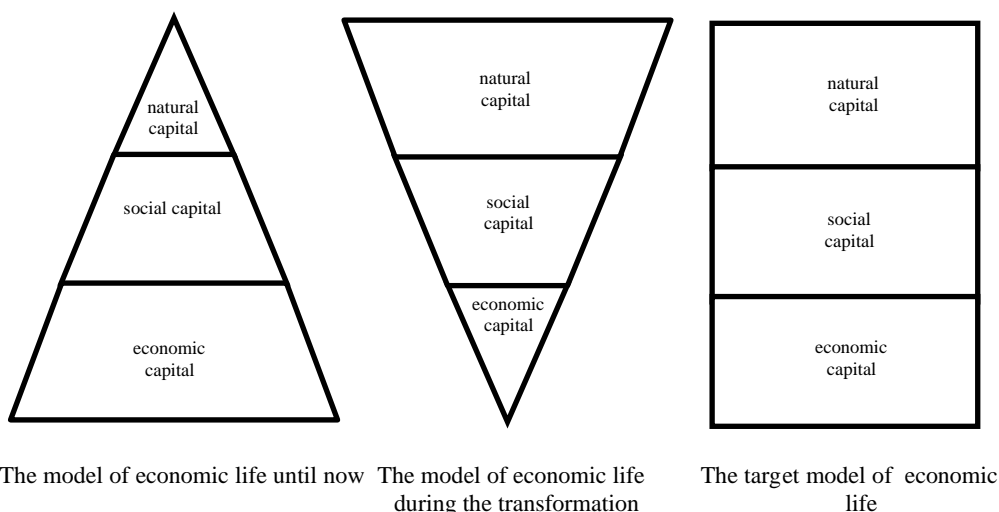 natural
capital
social capital
economic
capital
natural
capital
social
capital
economic
capital
natural
capital
social
capital
economic
capital
The model of economic life until now
The model of economic life
during the transformation
The target model of economic
life